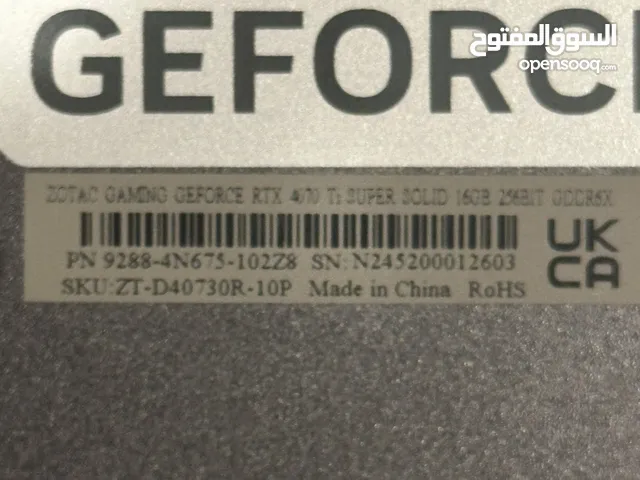 GEFORCE
السوق المفتوح
opensooq.com
ZOTAC GAMING GEFORCE RTX 4070 Ti SUPER SOLID 16GB 256BIT GDDR6X
PN 9288-4N675-102Z8 SN: N245200012603
SKU:ZT-D40730R-10P Made in China RoHS
UK
CA